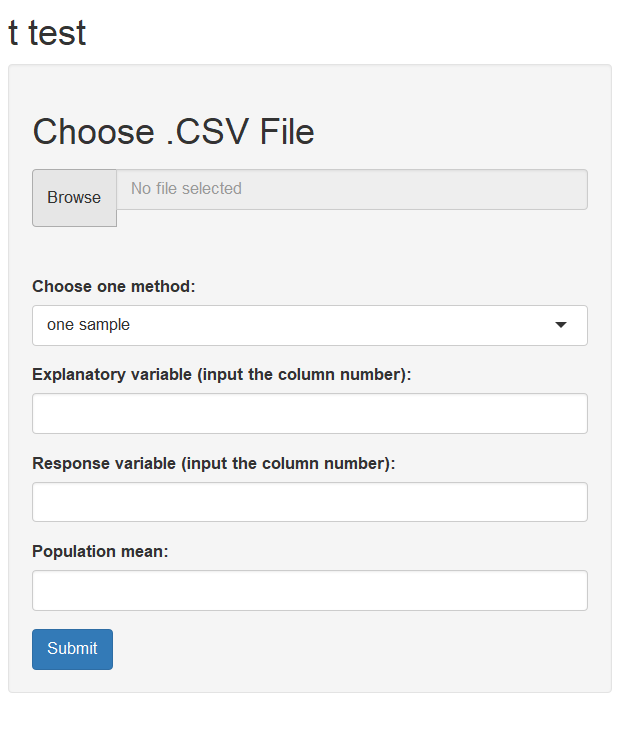 t test
Choose .CSV File
Browse
No file selected
Choose one method:
one sample
Explanatory variable (input the column number):
Response variable (input the column number):
Population mean:
Submit